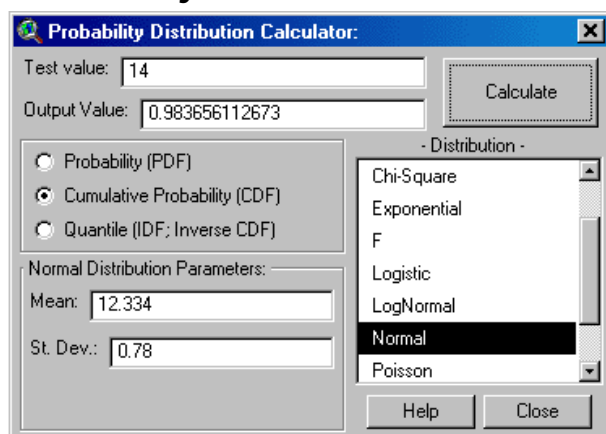 Probability Distribution Calculator:
Test value: 14
Output Value: 0.983656112673
Calculate
Probability (PDF)
Cumulative Probability (CDF)
Quantile (IDF; Inverse CDF)
Normal Distribution Parameters:
Mean: 12.334
St. Dev.: 0.78
- Distribution -
Chi-Square
Exponential
F
Logistic
LogNormal
Normal
Poisson
Help
Close